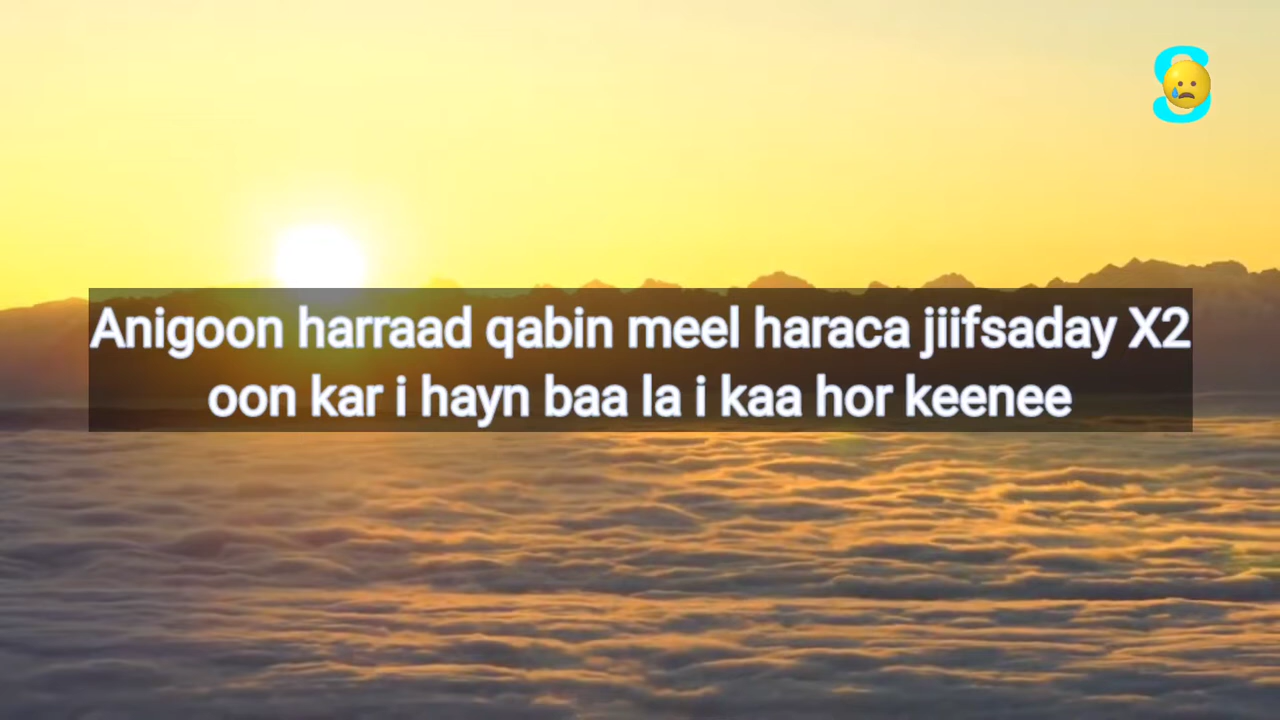 S
Anigoon harraad qabin meel haraca jiifsaday X2
oon kar i hayn baa la i kaa hor keenee